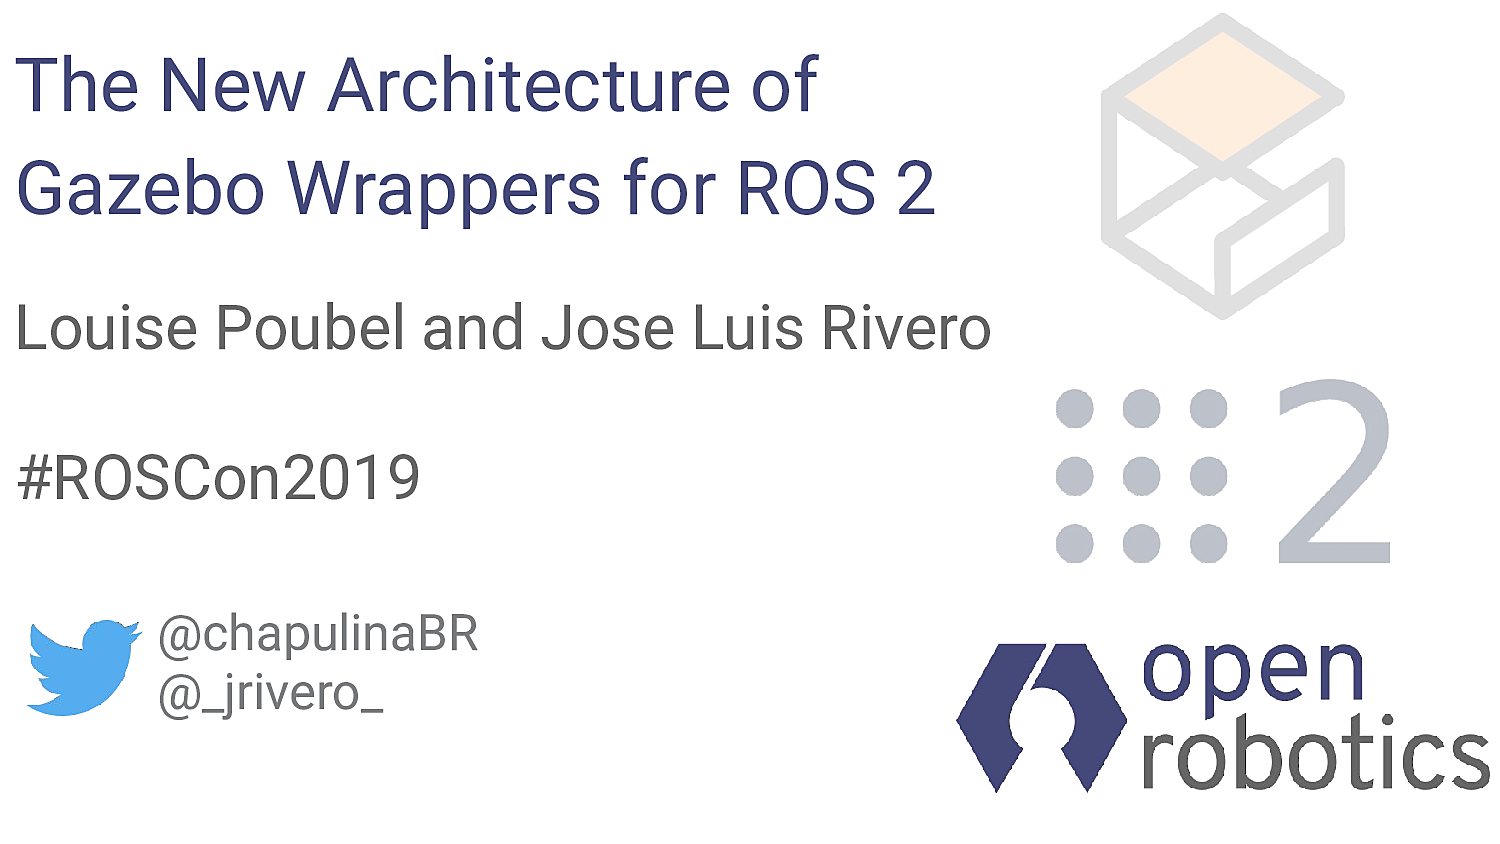 The New Architecture of
Gazebo Wrappers for ROS 2
Louise Poubel and Jose Luis Rivero
#ROSCon2019
@chapulinaBR
@_jrivero_
2
open
robotics